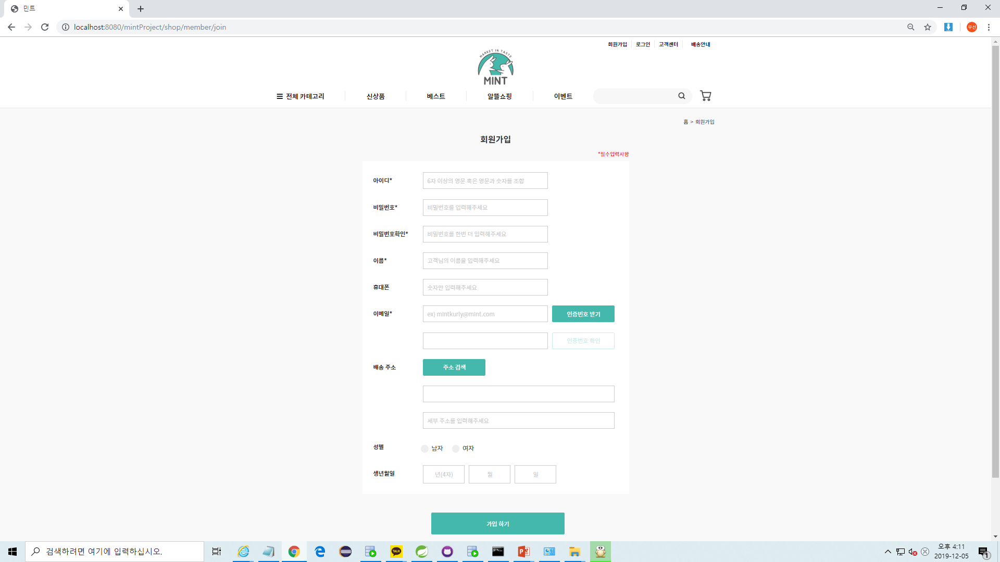 민트
localhost:8080/mintProject/shop/member/join
무선
회원가입 로그인 고객센터 배송안내
MARKET IN TASTE
MINT
전체 카테고리 신상품 베스트 알뜰쇼핑 이벤트
홈 > 회원가입
회원가입
*필수입력사항
아이디* 6자 이상의 영문 혹은 영문과 숫자를 조합
비밀번호* 비밀번호를 입력해주세요
비밀번호확인* 비밀번호를 한번 더 입력해주세요
이름* 고객님의 이름을 입력해주세요
휴대폰 숫자만 입력해주세요
이메일* ex) mintkurly@mint.com 인증번호 받기
인증번호 확인
배송 주소 주소 검색
세부 주소를 입력해주세요
성별 남자 여자
생년월일 년(4자) 월 일
가입 하기
검색하려면 여기에 입력하십시오.
TALK
오후 4:11
2019-12-05
1